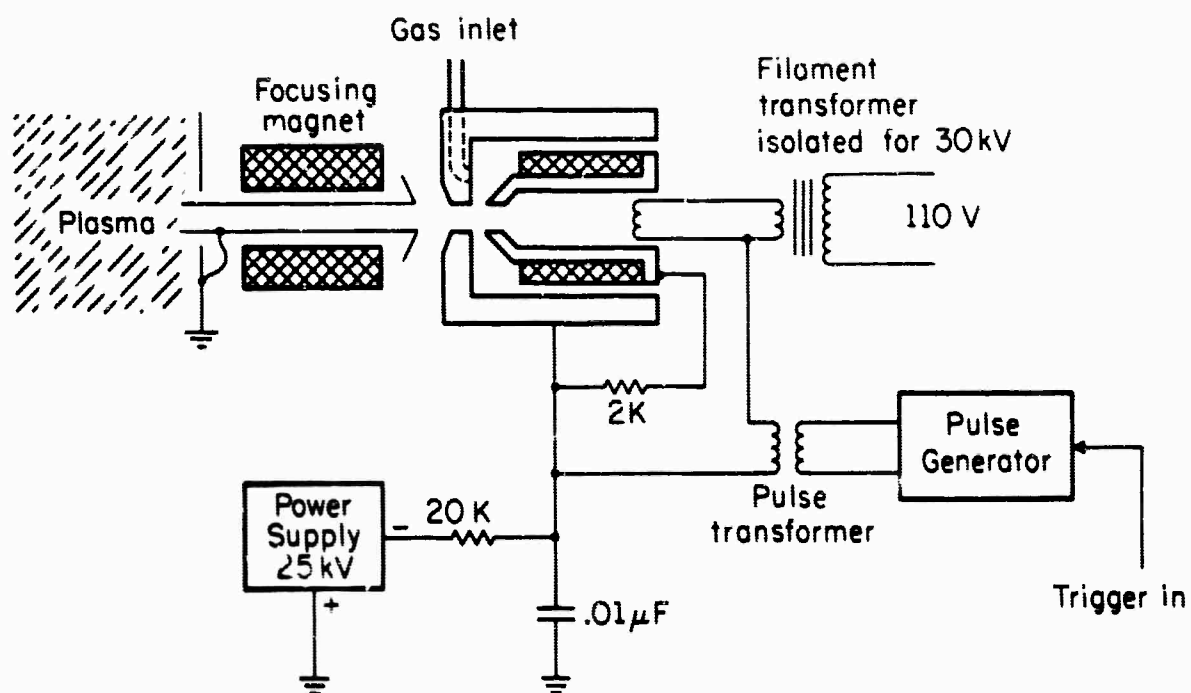 Gas inlet
Focusing
magnet
Filament
transformer
isolated for 30kV
Plasma
110 V
2K
Pulse
Generator
Power
Supply
25kV
-
20 K
Pulse
transformer
+
.01μF
Trigger in